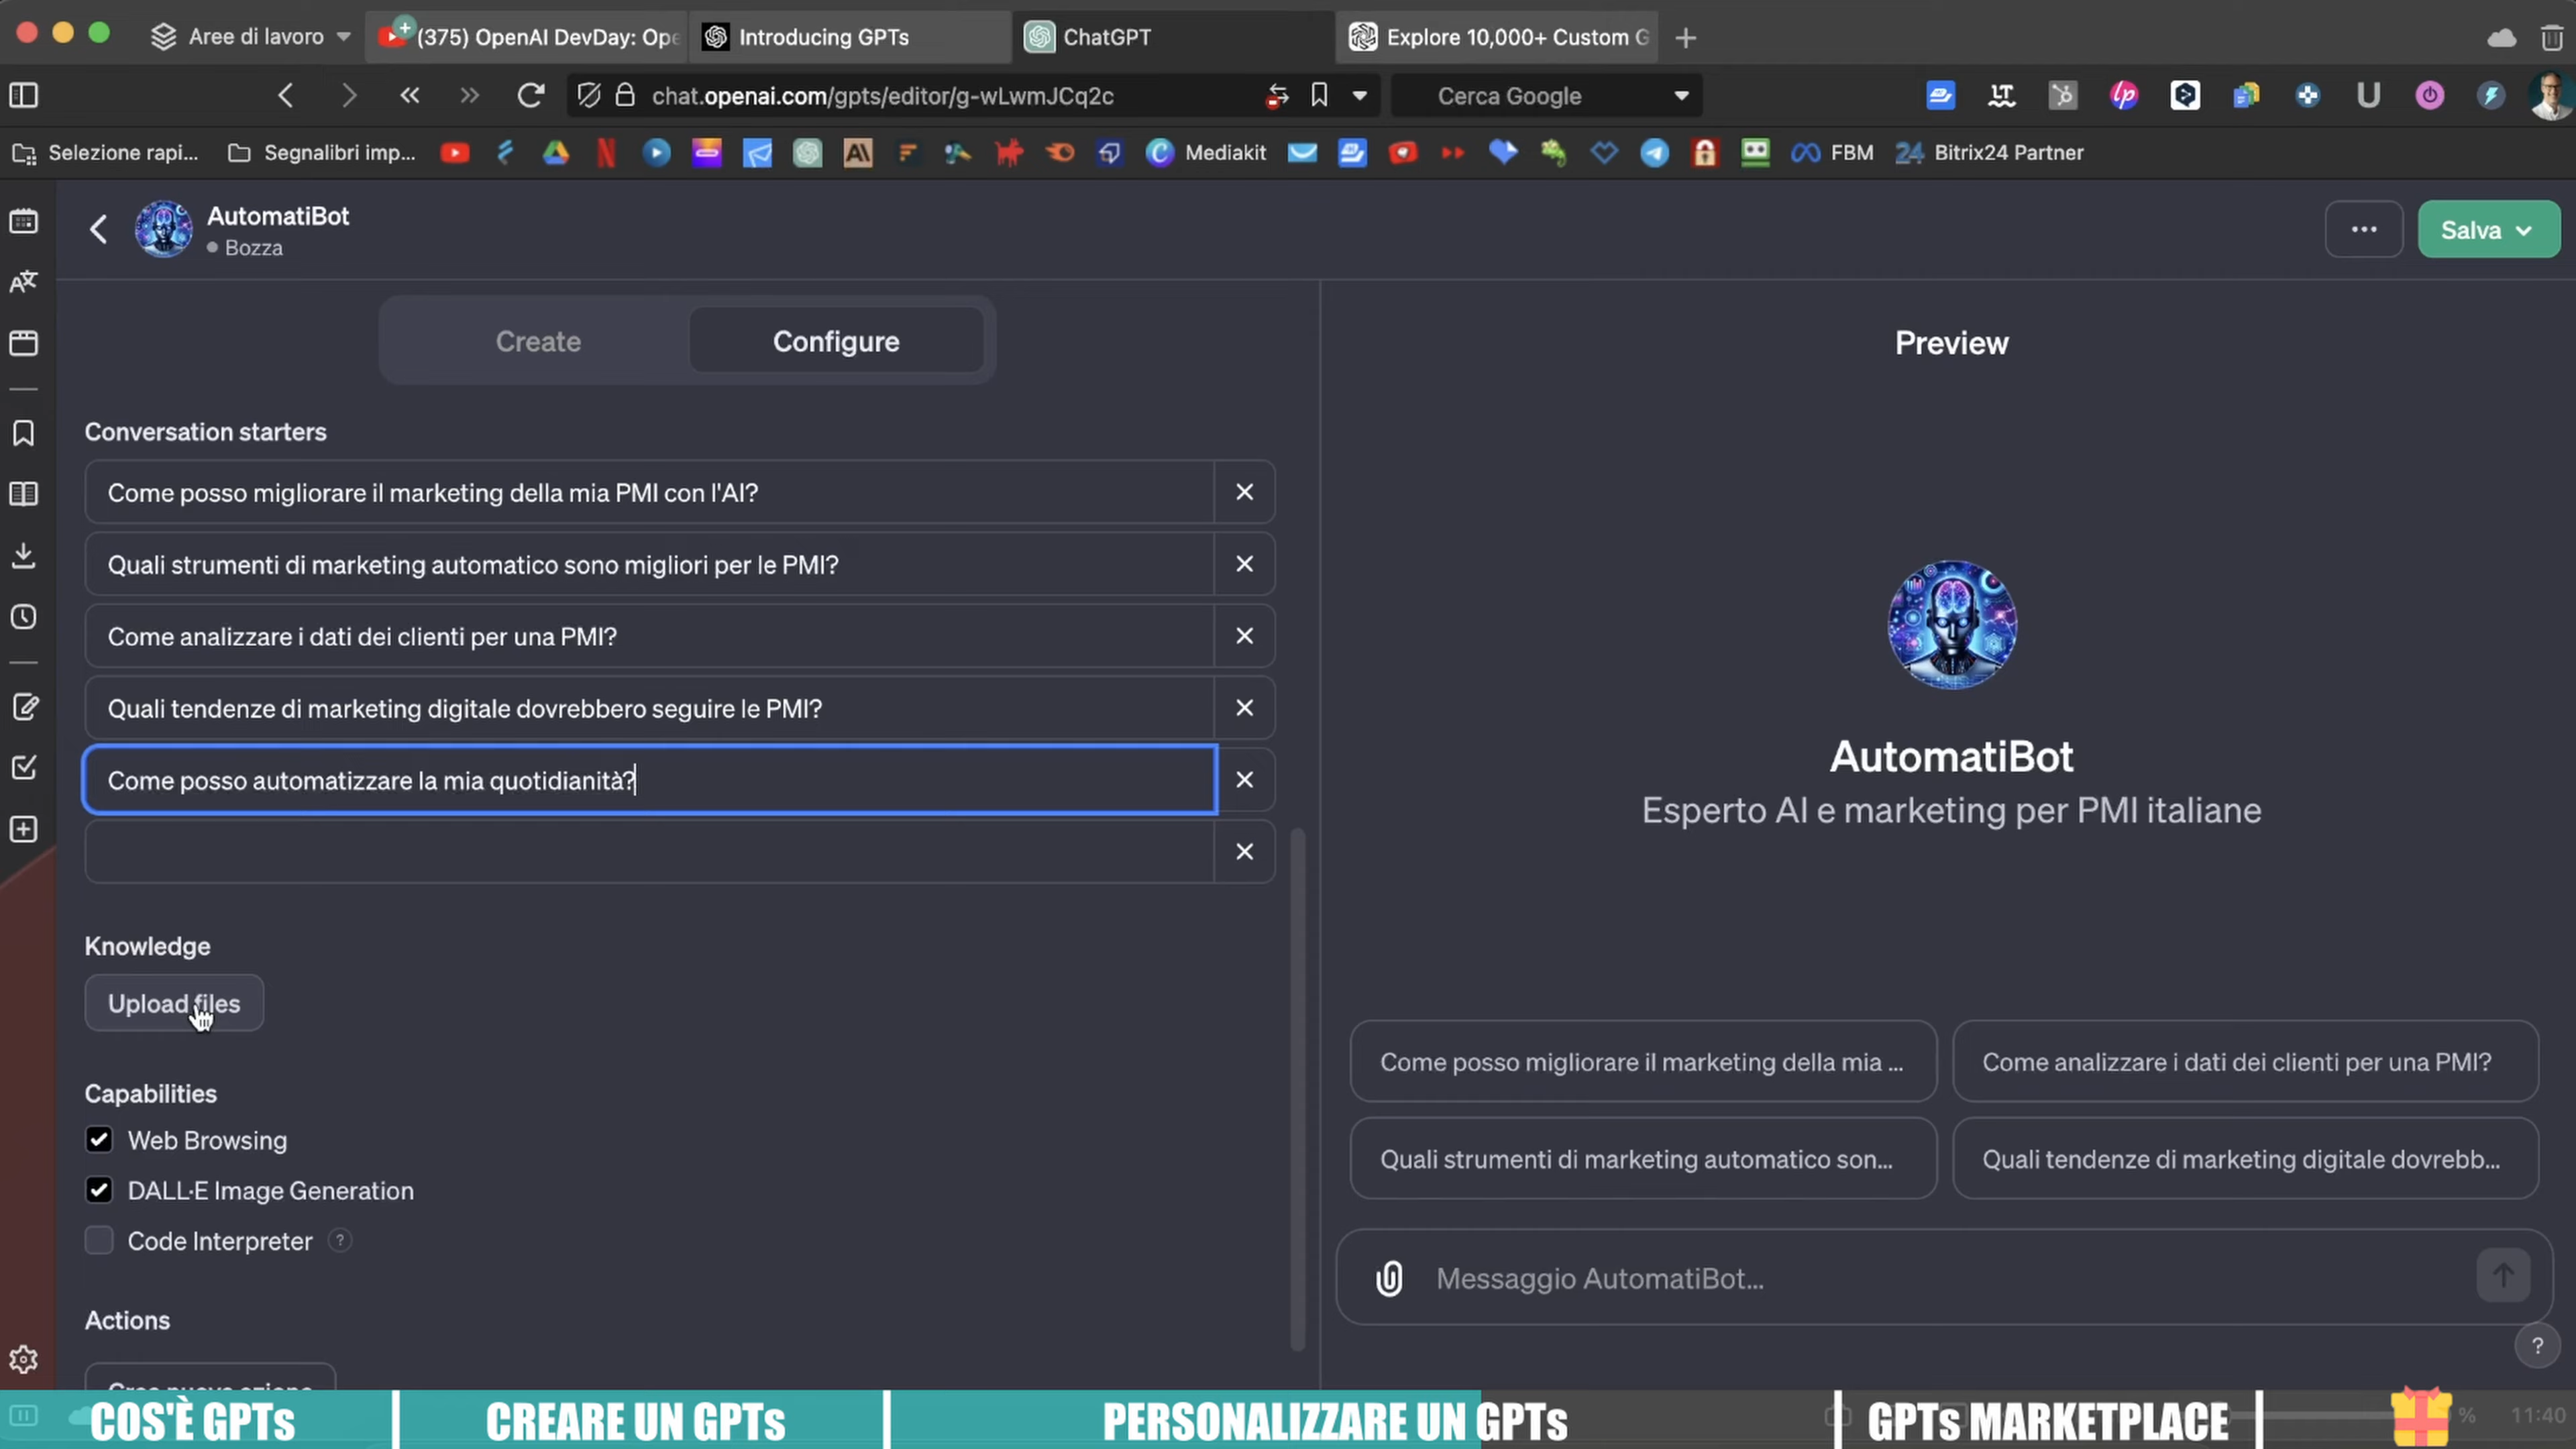 Aree di lavoro
(375) OpenAI DevDay: Ope
Introducing GPTs
ChatGPT
Explore 10,000+ Custom G
chat.openai.com/gpts/editor/g-wLwmJCq2c
Cerca Google
Selezione rapi...
Segnalibri imp...
Mediakit
FBM
24 Bitrix24 Partner
AutomatiBot
Bozza
Salva
Create
Configure
Preview
Conversation starters
Come posso migliorare il marketing della mia PMI con l'AI?
Quali strumenti di marketing automatico sono migliori per le PMI?
Come analizzare i dati dei clienti per una PMI?
Quali tendenze di marketing digitale dovrebbero seguire le PMI?
Come posso automatizzare la mia quotidianità?
AutomatiBot
Esperto AI e marketing per PMI italiane
Knowledge
Upload files
Capabilities
Web Browsing
DALL·E Image Generation
Code Interpreter ?
Actions
Come posso migliorare il marketing della mia ...
Come analizzare i dati dei clienti per una PMI?
Quali strumenti di marketing automatico son...
Quali tendenze di marketing digitale dovrebb...
Messaggio AutomatiBot...
?
COS'È GPTs
CREARE UN GPTs
PERSONALIZZARE UN GPTs
GPTs MARKETPLACE
%
11:40